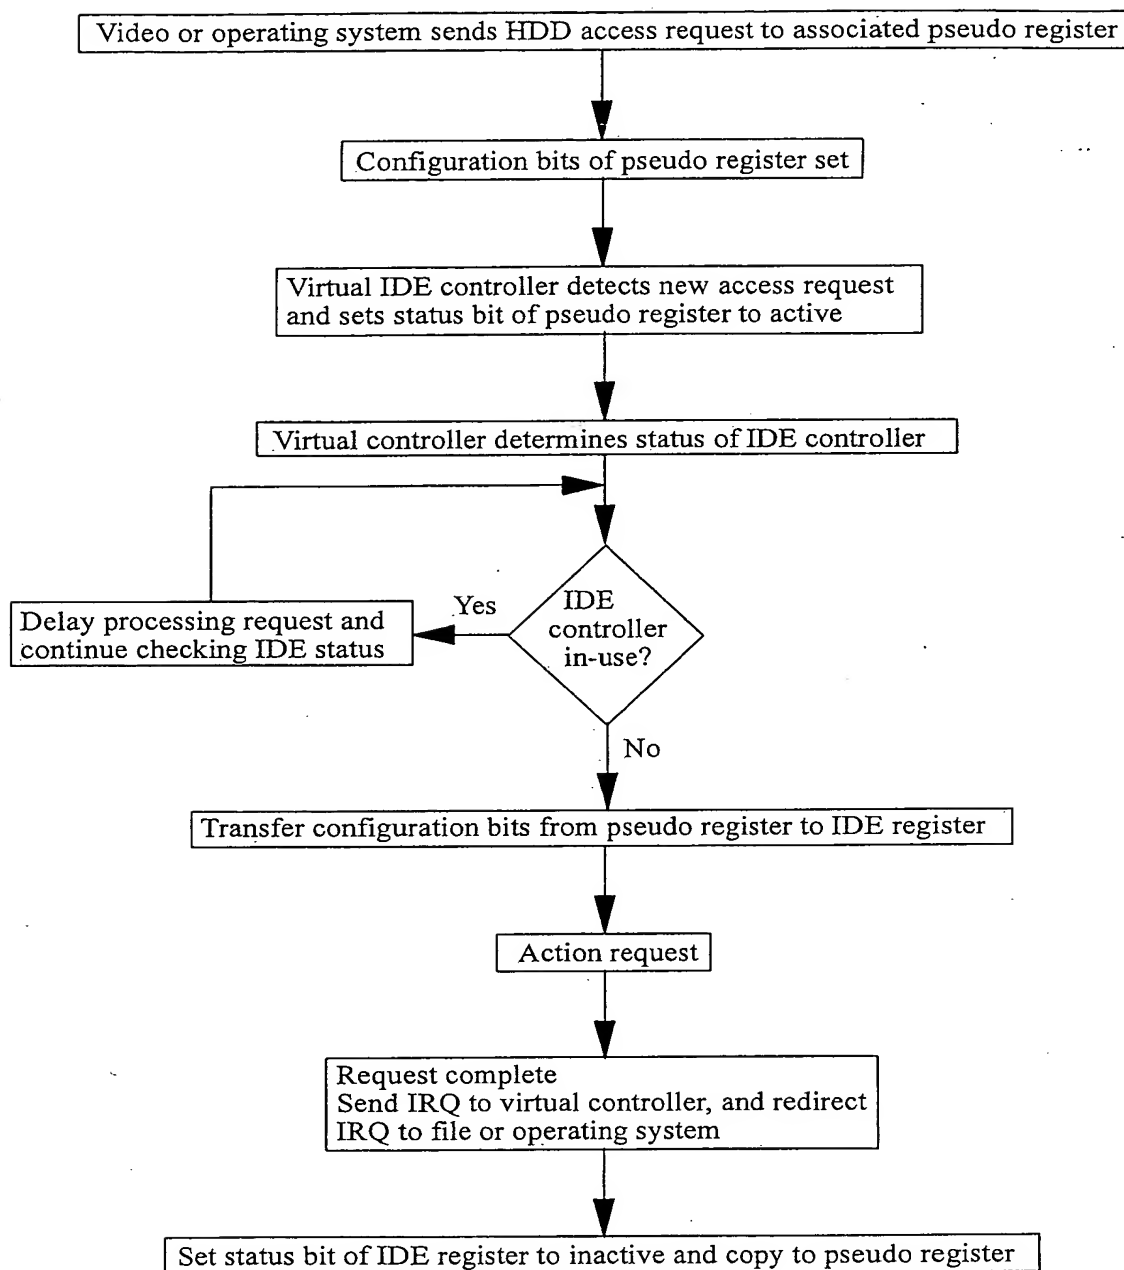 Video or operating system sends HDD access request to associated pseudo register
Configuration bits of pseudo register set
Virtual IDE controller detects new access request
and sets status bit of pseudo register to active
Virtual controller determines status of IDE controller
IDE
controller
in-use?
Yes
Delay processing request and
continue checking IDE status
No
Transfer configuration bits from pseudo register to IDE register
Action request
Request complete
Send IRQ to virtual controller, and redirect
IRQ to file or operating system
Set status bit of IDE register to inactive and copy to pseudo register